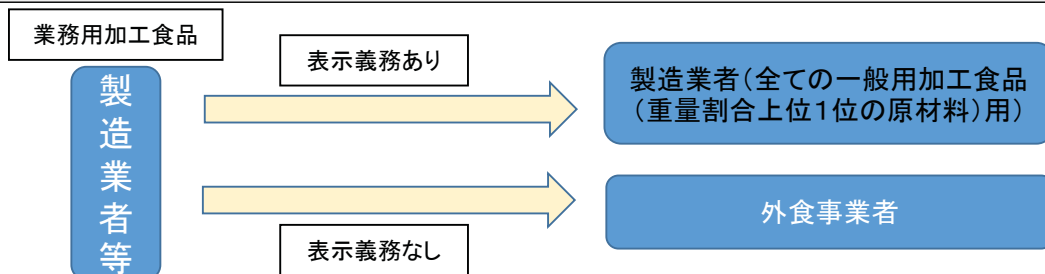 業務用加工食品
表示義務あり
製造業者等
製造業者（全ての一般用加工食品
（重量割合上位１位の原材料）用）
外食事業者
表示義務なし